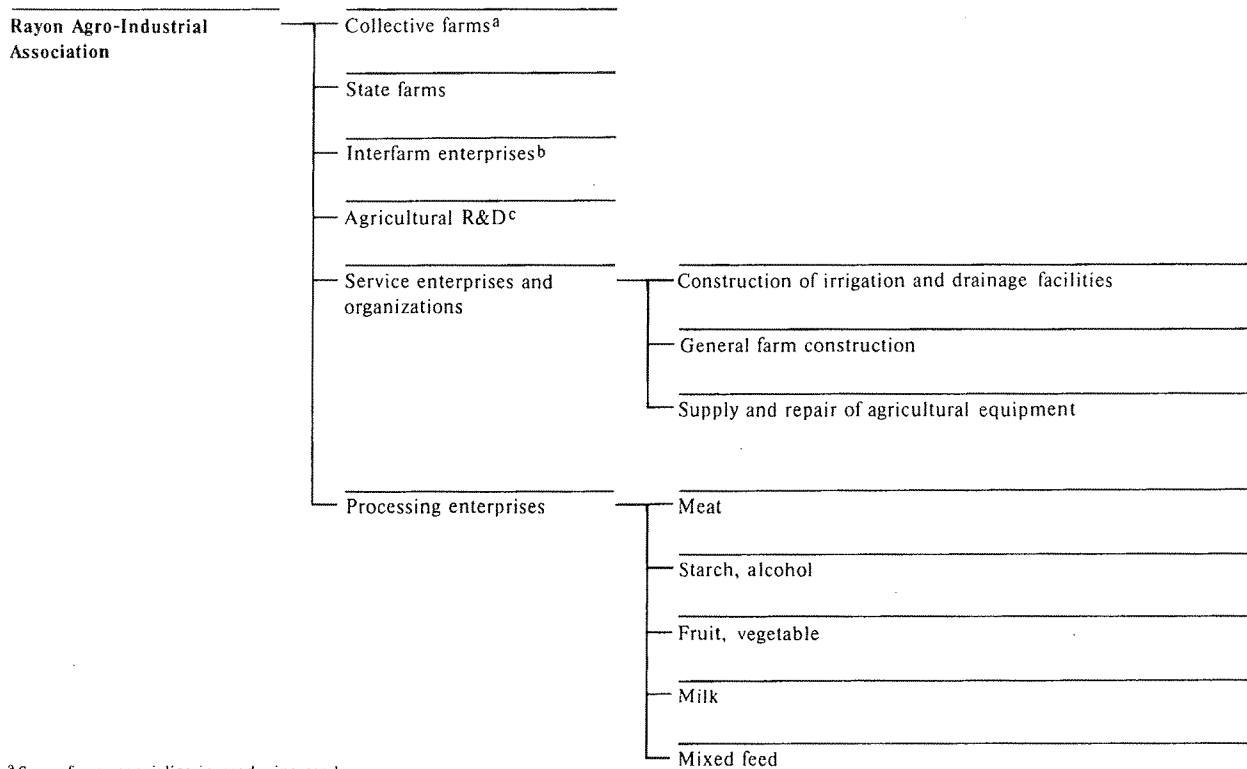 Rayon Agro-Industrial
Association
Collective farms a
State farms
Interfarm enterprises b
Agricultural R&D c
Service enterprises and
organizations
Construction of irrigation and drainage facilities
General farm construction
Supply and repair of agricultural equipment
Processing enterprises
Meat
Starch, alcohol
Fruit, vegetable
Milk
Mixed feed